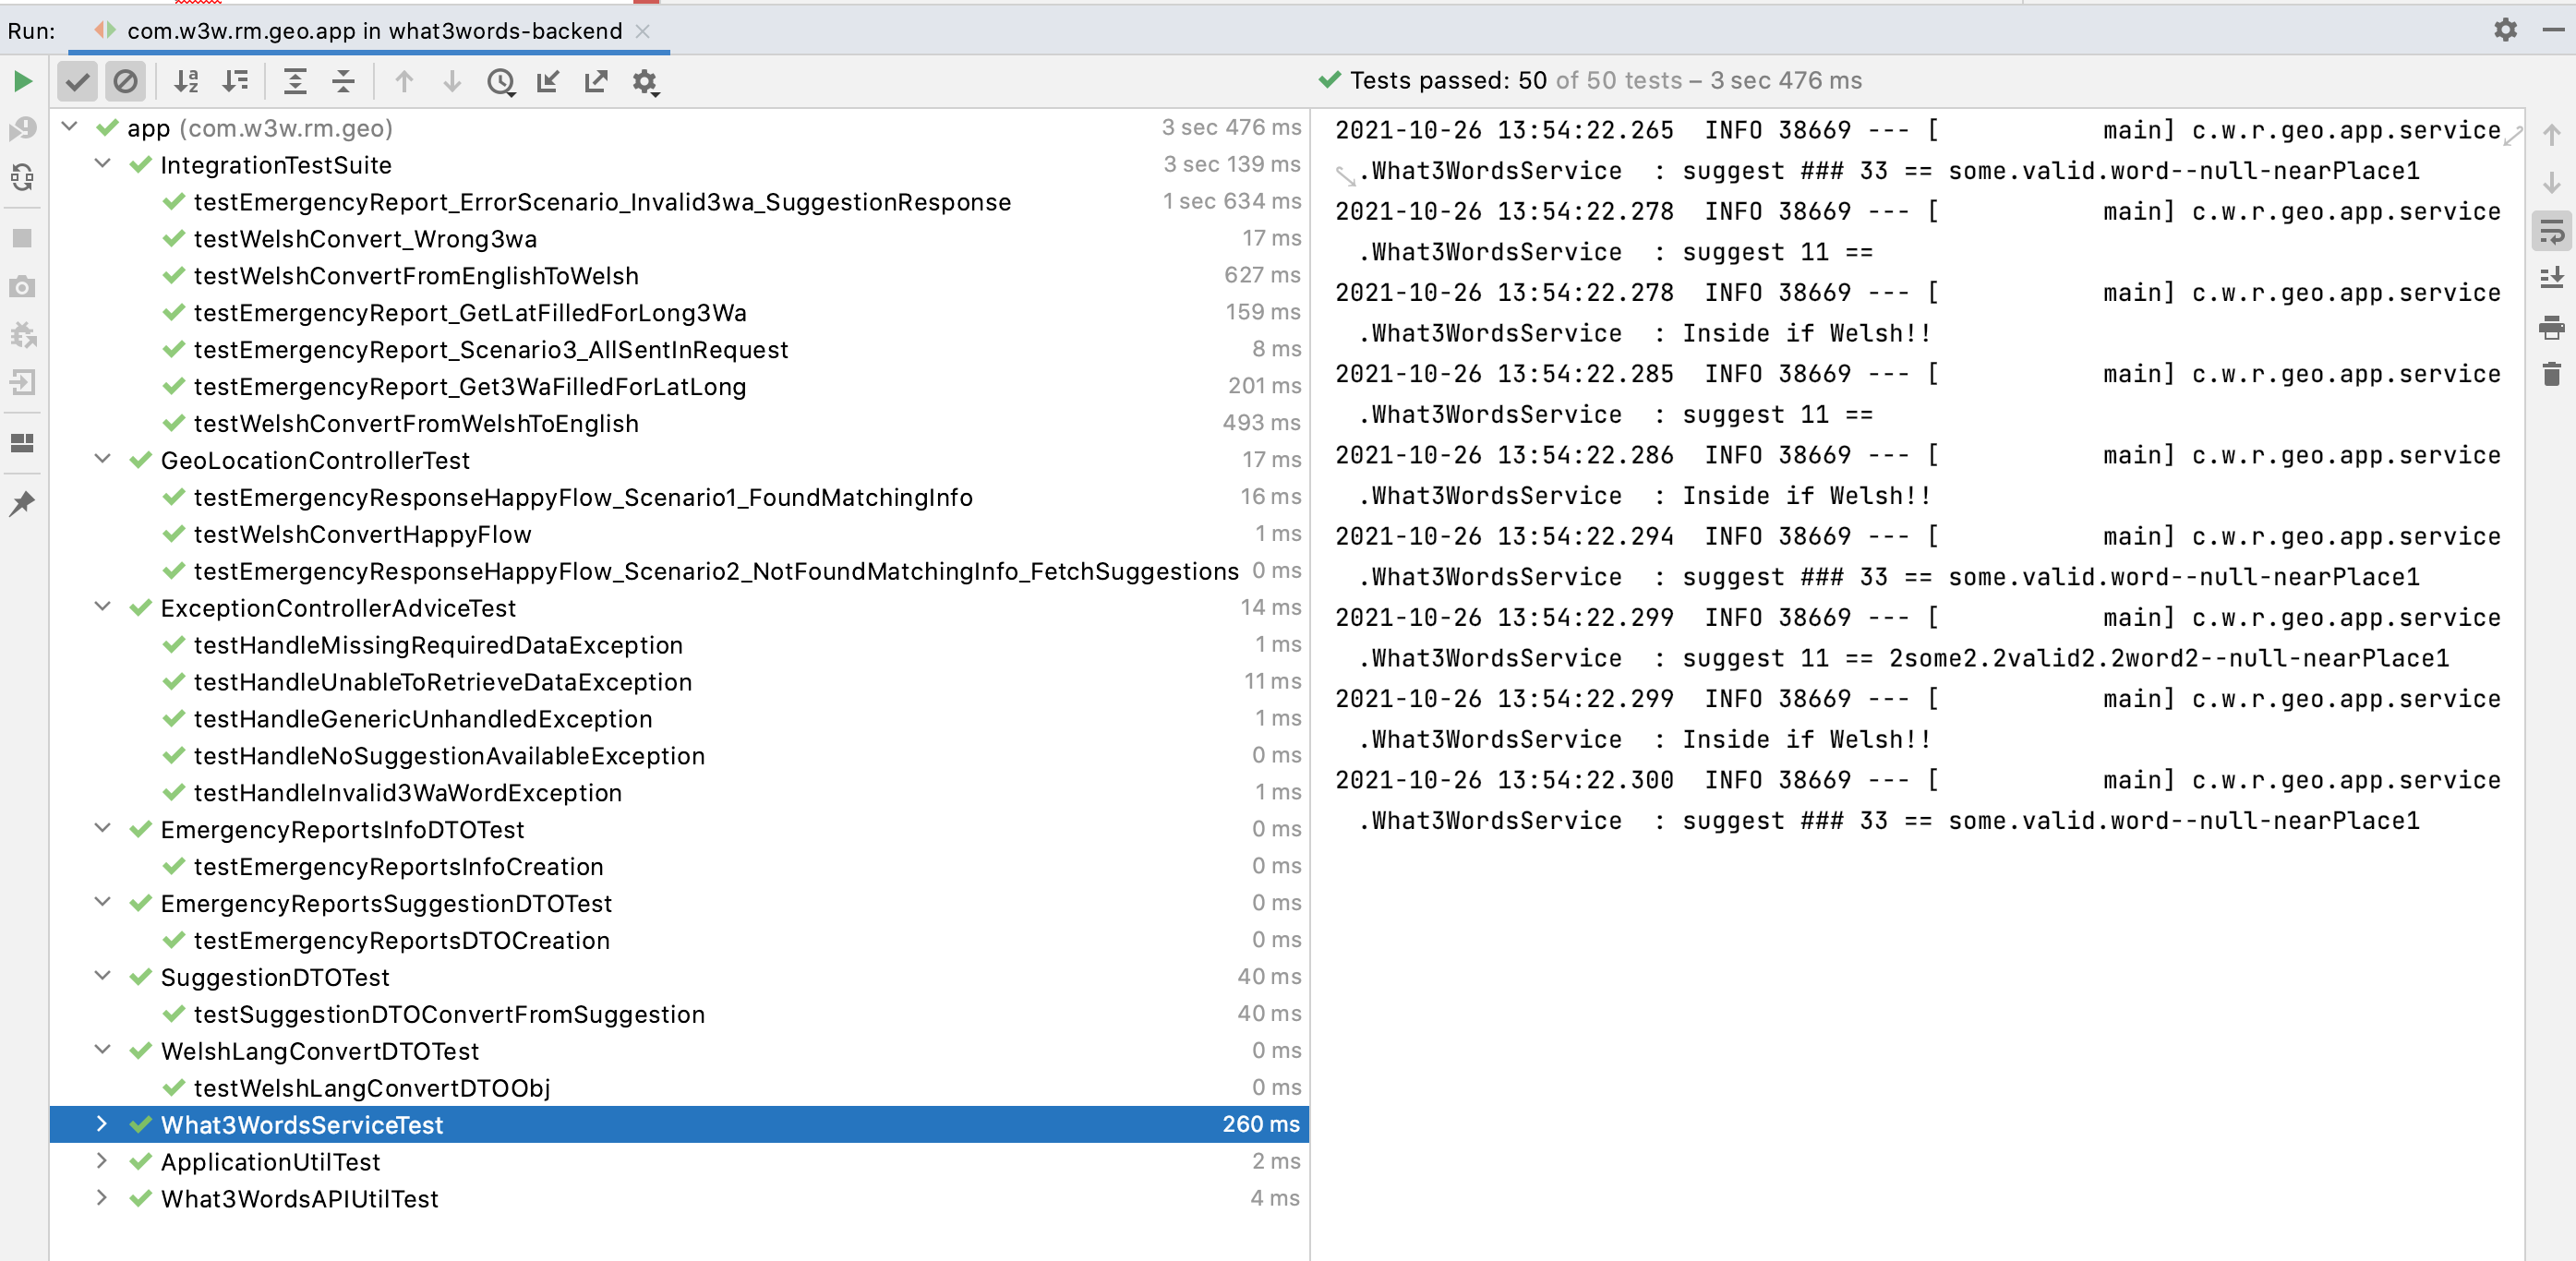 Run: com.w3w.rm.geo.app in what3words-backend
Tests passed: 50 of 50 tests – 3 sec 476 ms
app (com.w3w.rm.geo) 3 sec 476 ms
IntegrationTestSuite 3 sec 139 ms
testEmergencyReport_ErrorScenario_Invalid3wa_SuggestionResponse 1 sec 634 ms
testWelshConvert_Wrong3wa 17 ms
testWelshConvertFromEnglishToWelsh 627 ms
testEmergencyReport_GetLatFilledForLong3Wa 159 ms
testEmergencyReport_Scenario3_AllSentInRequest 8 ms
testEmergencyReport_Get3WaFilledForLatLong 201 ms
testWelshConvertFromWelshToEnglish 493 ms
GeoLocationControllerTest 17 ms
testEmergencyResponseHappyFlow_Scenario1_FoundMatchingInfo 16 ms
testWelshConvertHappyFlow 1 ms
testEmergencyResponseHappyFlow_Scenario2_NotFoundMatchingInfo_FetchSuggestions 0 ms
ExceptionControllerAdviceTest 14 ms
testHandleMissingRequiredDataException 1 ms
testHandleUnableToRetrieveDataException 11 ms
testHandleGenericUnhandledException 1 ms
testHandleNoSuggestionAvailableException 0 ms
testHandleInvalid3WaWordException 1 ms
EmergencyReportsInfoDTOTest 0 ms
testEmergencyReportsInfoCreation 0 ms
EmergencyReportsSuggestionDTOTest 0 ms
testEmergencyReportsDTOCreation 0 ms
SuggestionDTOTest 40 ms
testSuggestionDTOConvertFromSuggestion 40 ms
WelshLangConvertDTOTest 0 ms
testWelshLangConvertDTOObj 0 ms
What3WordsServiceTest 260 ms
ApplicationUtilTest 2 ms
What3WordsAPIUtilTest 4 ms
2021-10-26 13:54:22.265  INFO 38669 --- [           main] c.w.r.geo.app.service
.What3WordsService  : suggest ### 33 == some.valid.word--null-nearPlace1
2021-10-26 13:54:22.278  INFO 38669 --- [           main] c.w.r.geo.app.service
.What3WordsService  : suggest 11 ==
2021-10-26 13:54:22.278  INFO 38669 --- [           main] c.w.r.geo.app.service
.What3WordsService  : Inside if Welsh!!
2021-10-26 13:54:22.285  INFO 38669 --- [           main] c.w.r.geo.app.service
.What3WordsService  : suggest 11 ==
2021-10-26 13:54:22.286  INFO 38669 --- [           main] c.w.r.geo.app.service
.What3WordsService  : Inside if Welsh!!
2021-10-26 13:54:22.294  INFO 38669 --- [           main] c.w.r.geo.app.service
.What3WordsService  : suggest ### 33 == some.valid.word--null-nearPlace1
2021-10-26 13:54:22.299  INFO 38669 --- [           main] c.w.r.geo.app.service
.What3WordsService  : suggest 11 == 2some2.2valid2.2word2--null-nearPlace1
2021-10-26 13:54:22.299  INFO 38669 --- [           main] c.w.r.geo.app.service
.What3WordsService  : Inside if Welsh!!
2021-10-26 13:54:22.300  INFO 38669 --- [           main] c.w.r.geo.app.service
.What3WordsService  : suggest ### 33 == some.valid.word--null-nearPlace1